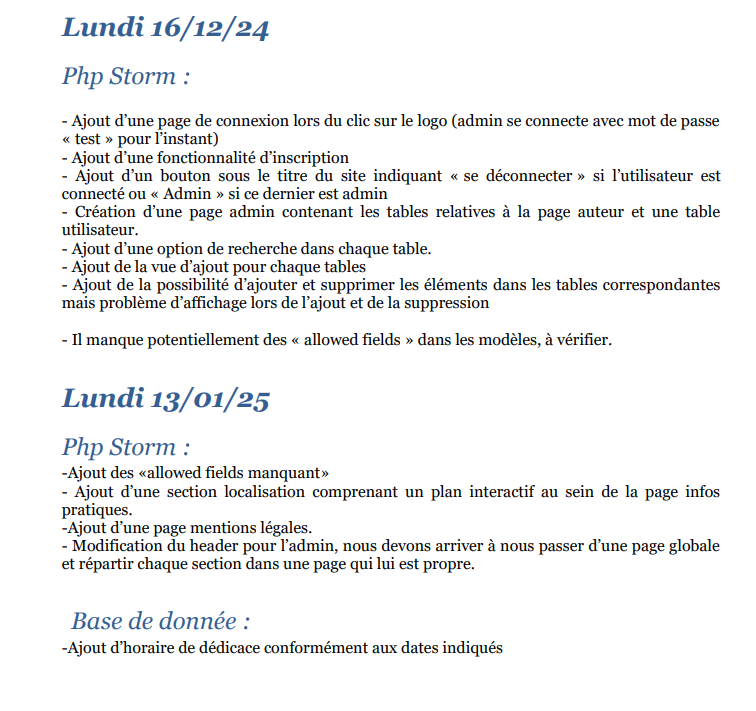 Lundi 16/12/24
Php Storm :
- Ajout d’une page de connexion lors du clic sur le logo (admin se connecte avec mot de passe
« test » pour l’instant)
- Ajout d’une fonctionnalité d’inscription
- Ajout d’un bouton sous le titre du site indiquant « se déconnecter » si l’utilisateur est
connecté ou « Admin » si ce dernier est admin
- Création d’une page admin contenant les tables relatives à la page auteur et une table
utilisateur.
- Ajout d’une option de recherche dans chaque table.
- Ajout de la vue d’ajout pour chaque tables
- Ajout de la possibilité d’ajouter et supprimer les éléments dans les tables correspondantes
mais problème d’affichage lors de l’ajout et de la suppression
- Il manque potentiellement des « allowed fields » dans les modèles, à vérifier.
Lundi 13/01/25
Php Storm :
-Ajout des «allowed fields manquant»
- Ajout d’une section localisation comprenant un plan interactif au sein de la page infos
pratiques.
-Ajout d’une page mentions légales.
- Modification du header pour l’admin, nous devons arriver à nous passer d’une page globale
et répartir chaque section dans une page qui lui est propre.
Base de donnée :
-Ajout d’horaire de dédicace conformément aux dates indiqués